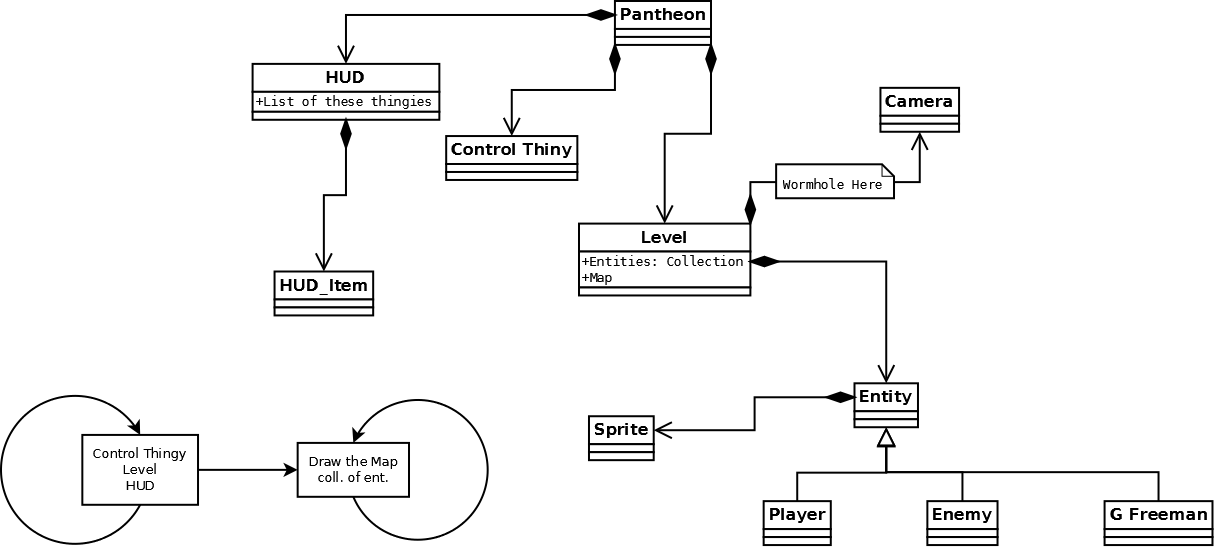 Pantheon
HUD
+List of these thingies
Camera
Control Thiny
Wormhole Here
Level
+Entities: Collection
+Map
HUD_Item
Entity
Sprite
Control Thingy
Level
HUD
Draw the Map
coll. of ent.
Player
Enemy
G Freeman